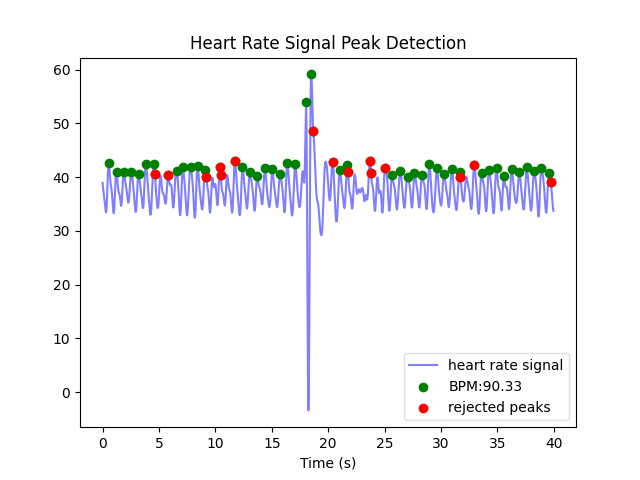 Heart Rate Signal Peak Detection
60
50
40
30
20
10
0
0 5 10 15 20 25 30 35 40
Time (s)
heart rate signal
BPM:90.33
rejected peaks